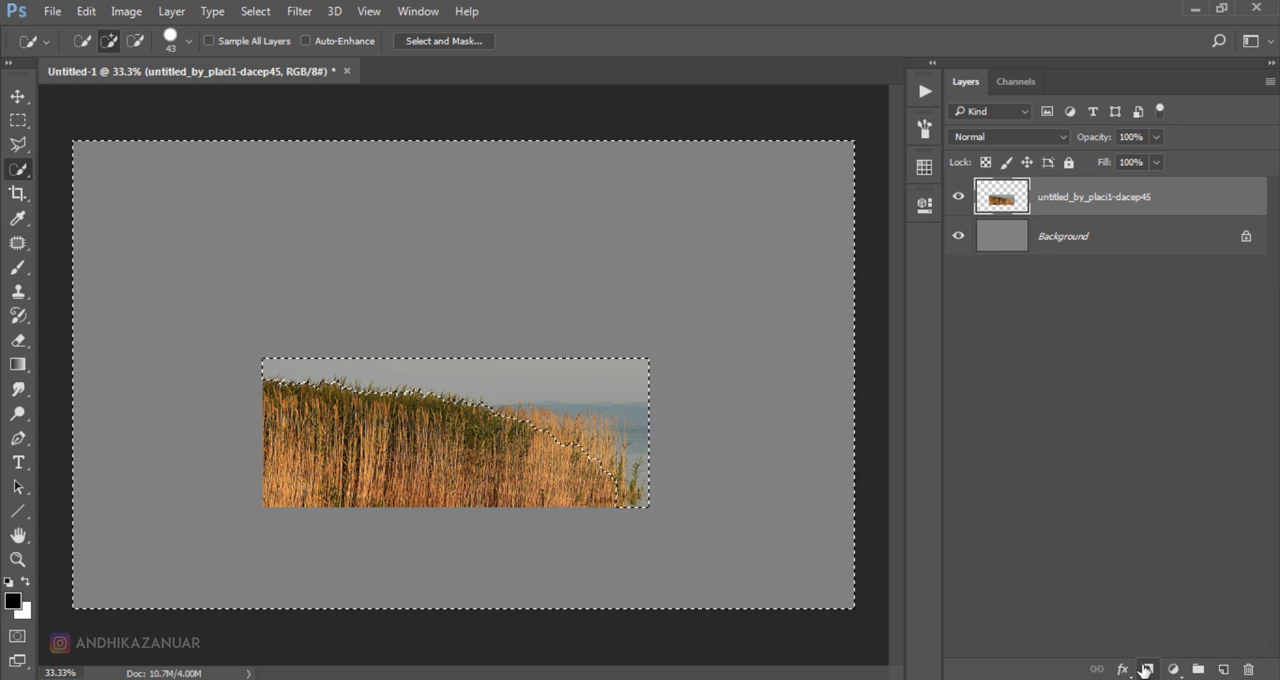 Ps File Edit Image Layer Type Select Filter 3D View Window Help
43 Sample All Layers Auto-Enhance Select and Mask...
Untitled-1 @ 33.3% (untitled_by_placi1-dacep45, RGB/8#) * ×
Layers Channels
Kind
Normal Opacity: 100%
Lock: Fill: 100%
untitled_by_placi1-dacep45
Background
ANDHIKAZANUAR
33.33% Doc: 10.7M/4.00M
fx